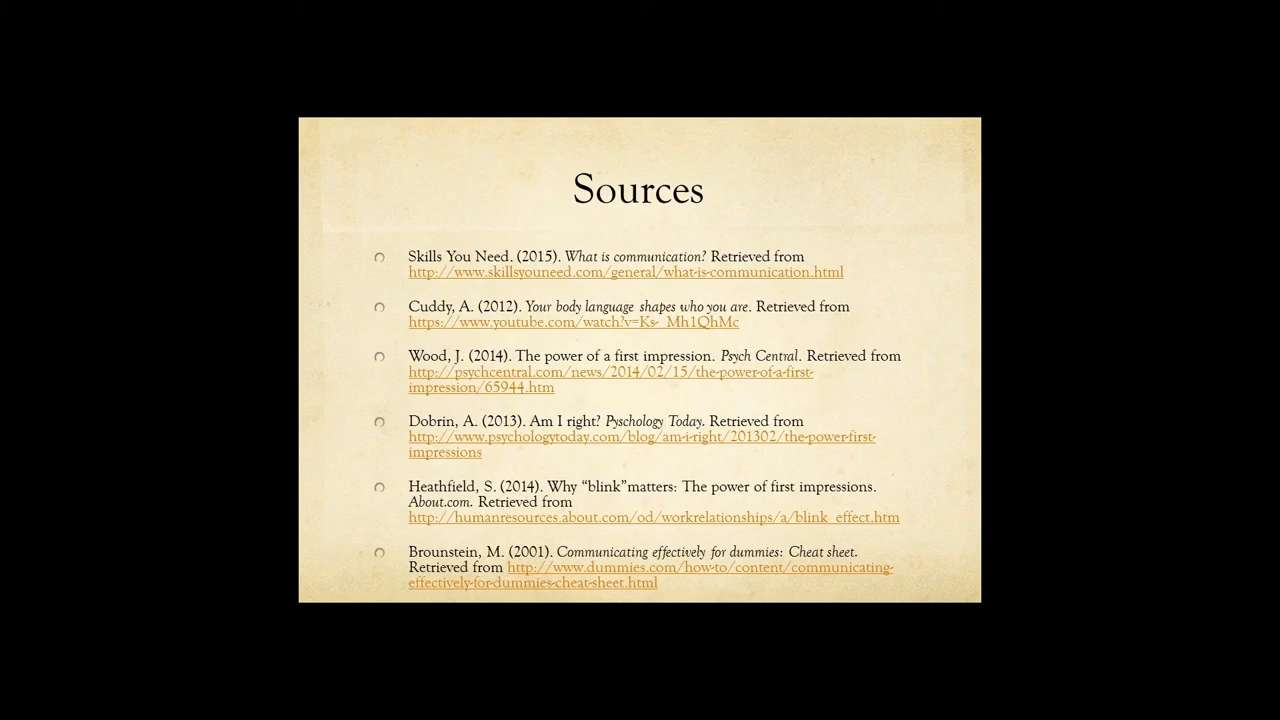 Sources
Skills You Need. (2015). What is communication? Retrieved from
http://www.skillsyouneed.com/general/what-is-communication.html
Cuddy, A. (2012). Your body language shapes who you are. Retrieved from
https://www.youtube.com/watch?v=Ks-_Mh1QhMc
Wood, J. (2014). The power of a first impression. Psych Central. Retrieved from
http://psychcentral.com/news/2014/02/15/the-power-of-a-first-
impression/65944.htm
Dobrin, A. (2013). Am I right? Pyschology Today. Retrieved from
http://www.psychologytoday.com/blog/am-i-right/201302/the-power-first-
impressions
Heathfield, S. (2014). Why “blink”matters: The power of first impressions.
About.com. Retrieved from
http://humanresources.about.com/od/workrelationships/a/blink_effect.htm
Brounstein, M. (2001). Communicating effectively for dummies: Cheat sheet.
Retrieved from http://www.dummies.com/how-to/content/communicating-
effectively-for-dummies-cheat-sheet.html